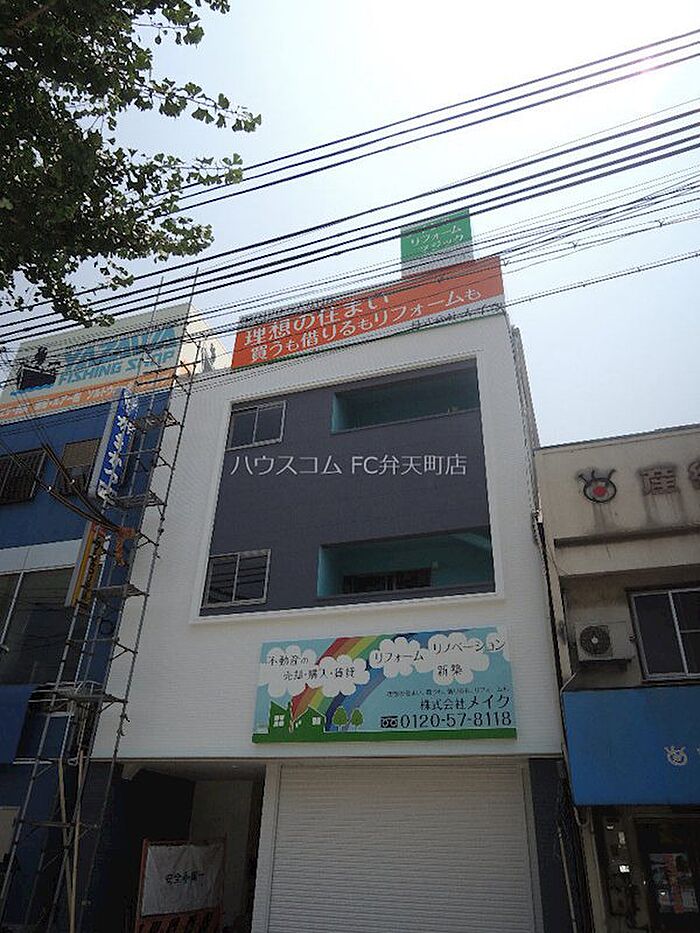 リフォーム
理想の住まい
買うも借りるもリフォームも
YAZAWA
FISHING SHOP
ハウスコム FC弁天町店
不動産の
売却・購入・賃貸
リフォーム リノベーション
新築
株式会社メイク
0120-57-8118